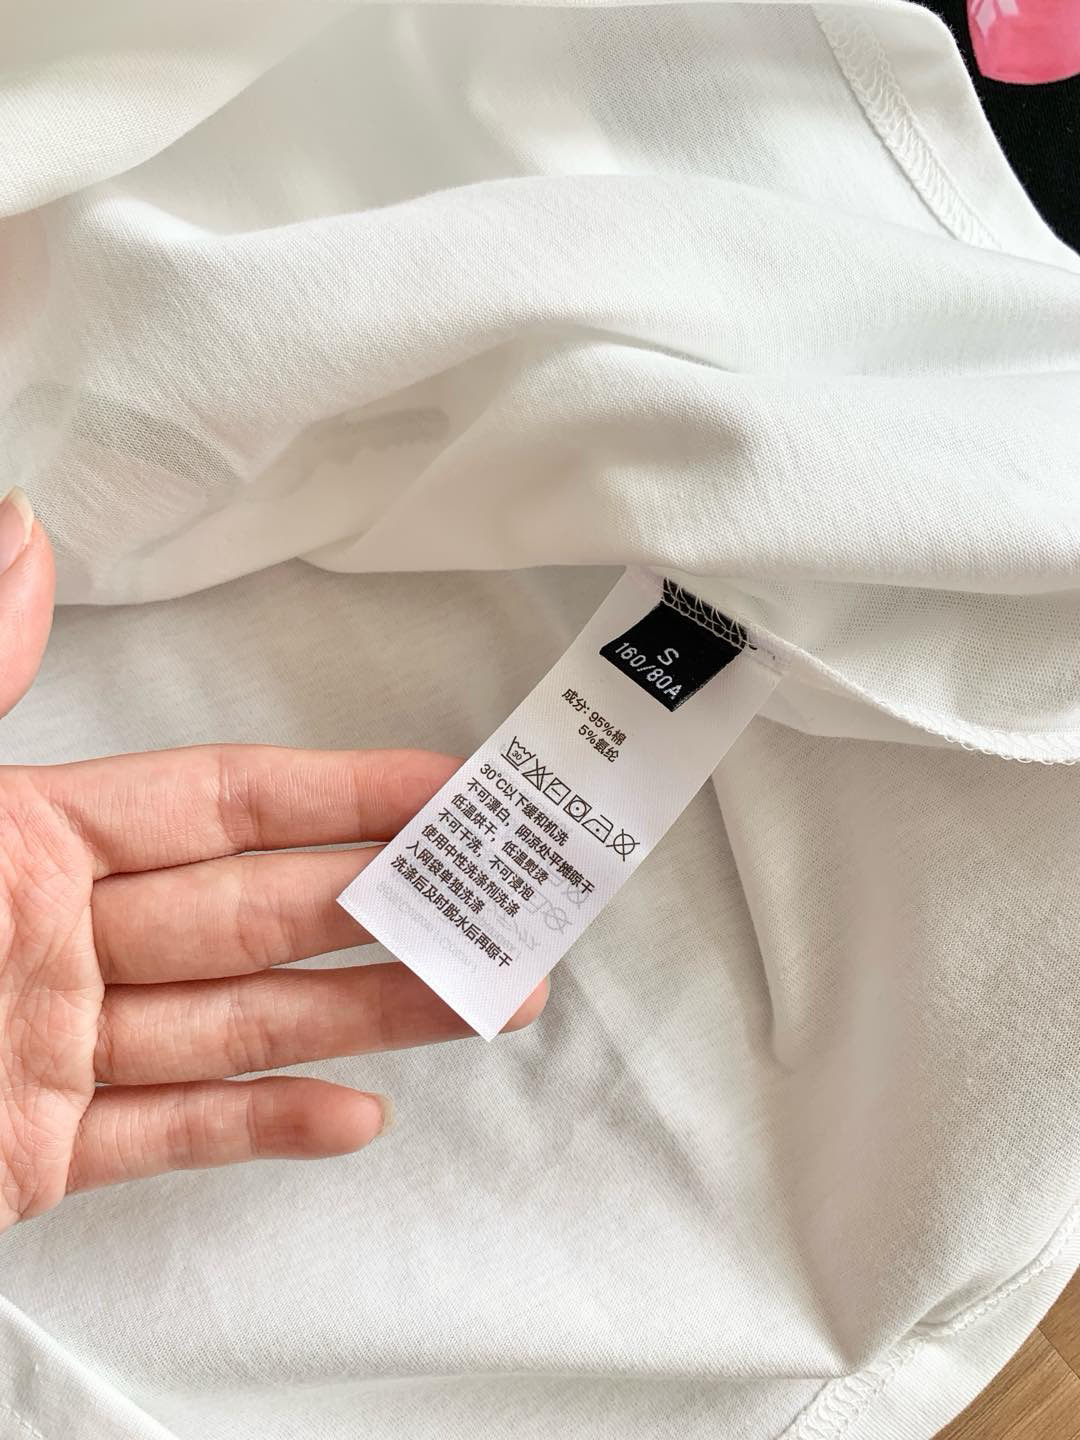 S
160/80A
成分: 95%棉
5%氨纶
30
30°C以下缓和机洗
不可漂白，阴凉处平摊晾干
低温烘干，低温熨烫
不可干洗，不可浸泡
使用中性洗涤剂洗涤
入网袋单独洗涤
洗涤后及时脱水后再晾干